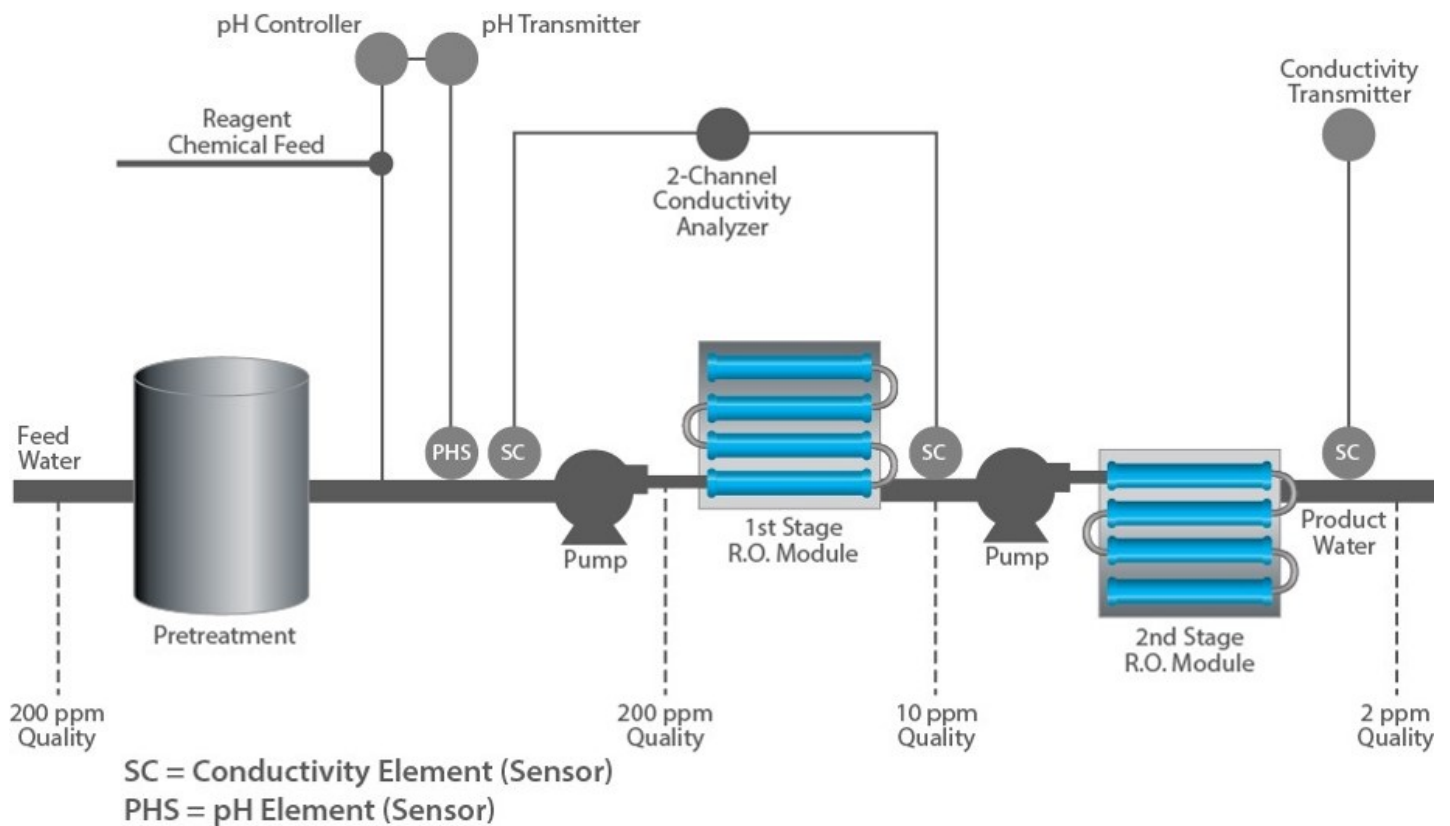 pH Controller
pH Transmitter
Conductivity
Transmitter
Reagent
Chemical Feed
2-Channel
Conductivity
Analyzer
Feed
Water
PHS
SC
SC
SC
Pump
1st Stage
R.O. Module
Pump
Product
Water
Pretreatment
2nd Stage
R.O. Module
200 ppm
Quality
200 ppm
Quality
10 ppm
Quality
2 ppm
Quality
SC = Conductivity Element (Sensor)
PHS = pH Element (Sensor)